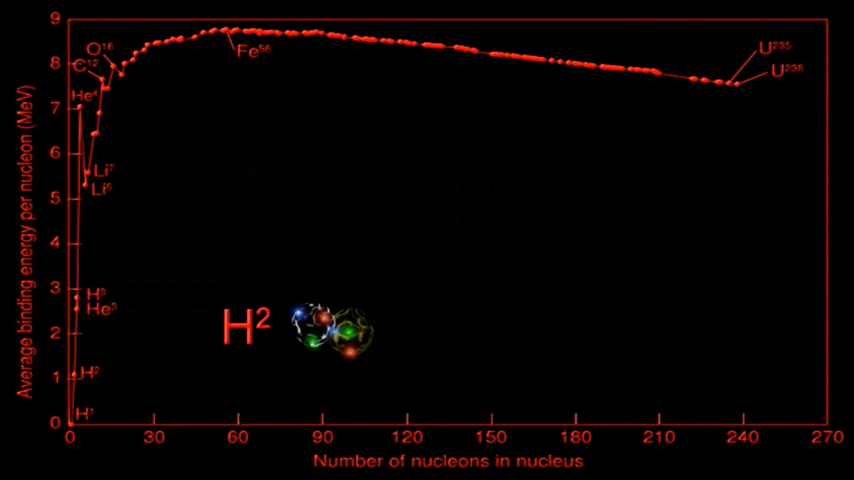 9
8
7
6
5
4
3
2
1
0
Average binding energy per nucleon (MeV)
O¹⁶
C¹²
He⁴
Fe⁵⁶
U²³⁵
U²³⁸
Li⁷
Li⁶
H³
He³
H²
H²
H¹
0 30 60 90 120 150 180 210 240 270
Number of nucleons in nucleus